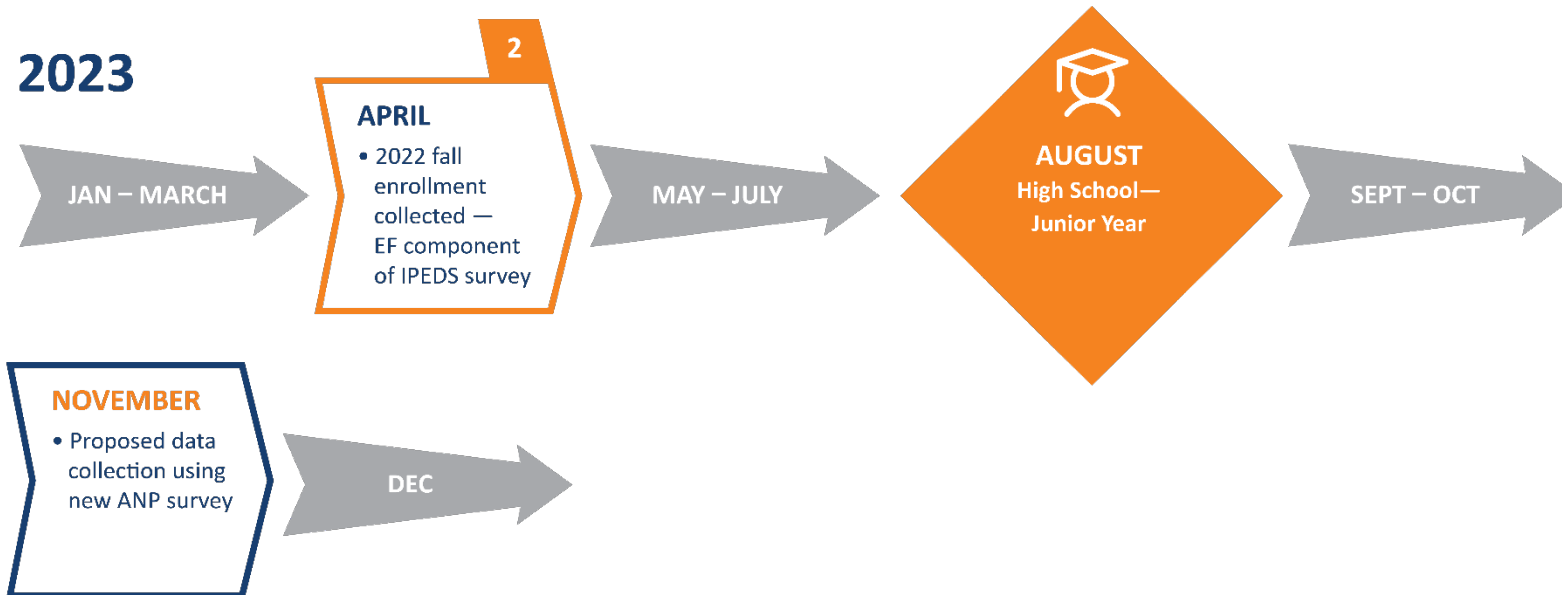 2023
JAN – MARCH
2
APRIL
• 2022 fall
enrollment
collected —
EF component
of IPEDS survey
MAY – JULY
AUGUST
High School—
Junior Year
SEPT – OCT
NOVEMBER
• Proposed data
collection using
new ANP survey
DEC